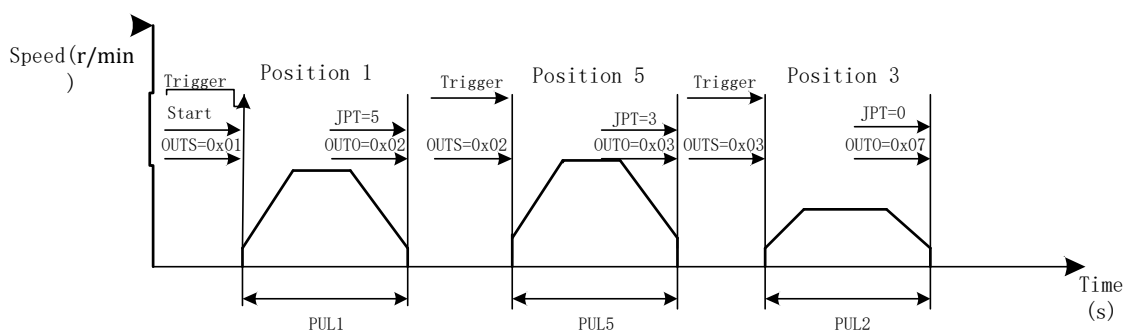 Speed(r/min
)
Position 1
Position 5
Position 3
Trigger
Trigger
Trigger
Start
JPT=5
JPT=3
JPT=0
OUTS=0x01
OUTO=0x02
OUTS=0x02
OUTO=0x03
OUTS=0x03
OUTO=0x07
Time
(s)
PUL1
PUL5
PUL2